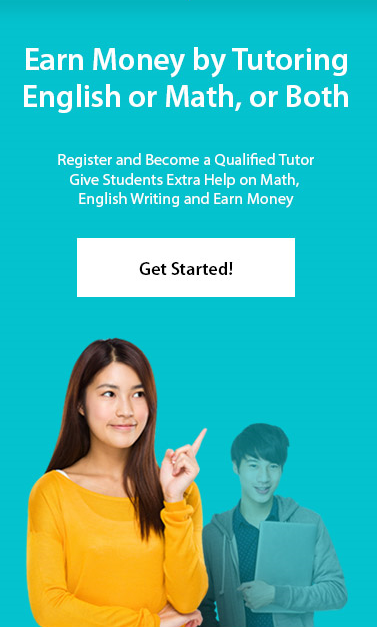 Earn Money by Tutoring
English or Math, or Both
Register and Become a Qualified Tutor
Give Students Extra Help on Math,
English Writing and Earn Money
Get Started!